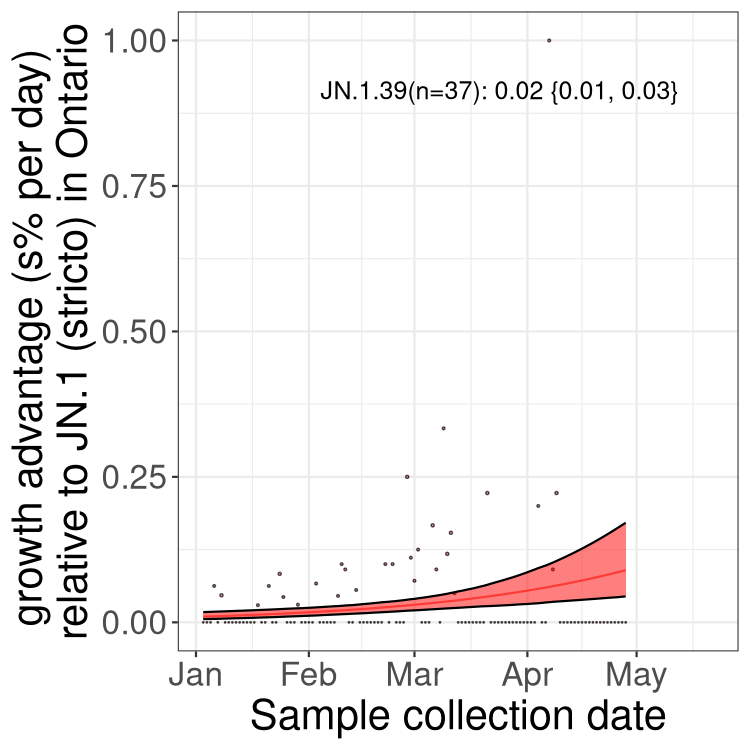 growth advantage (s% per day)
relative to JN.1 (stricto) in Ontario
1.00
0.75
0.50
0.25
0.00
JN.1.39(n=37): 0.02 {0.01, 0.03}
Jan Feb Mar Apr May
Sample collection date